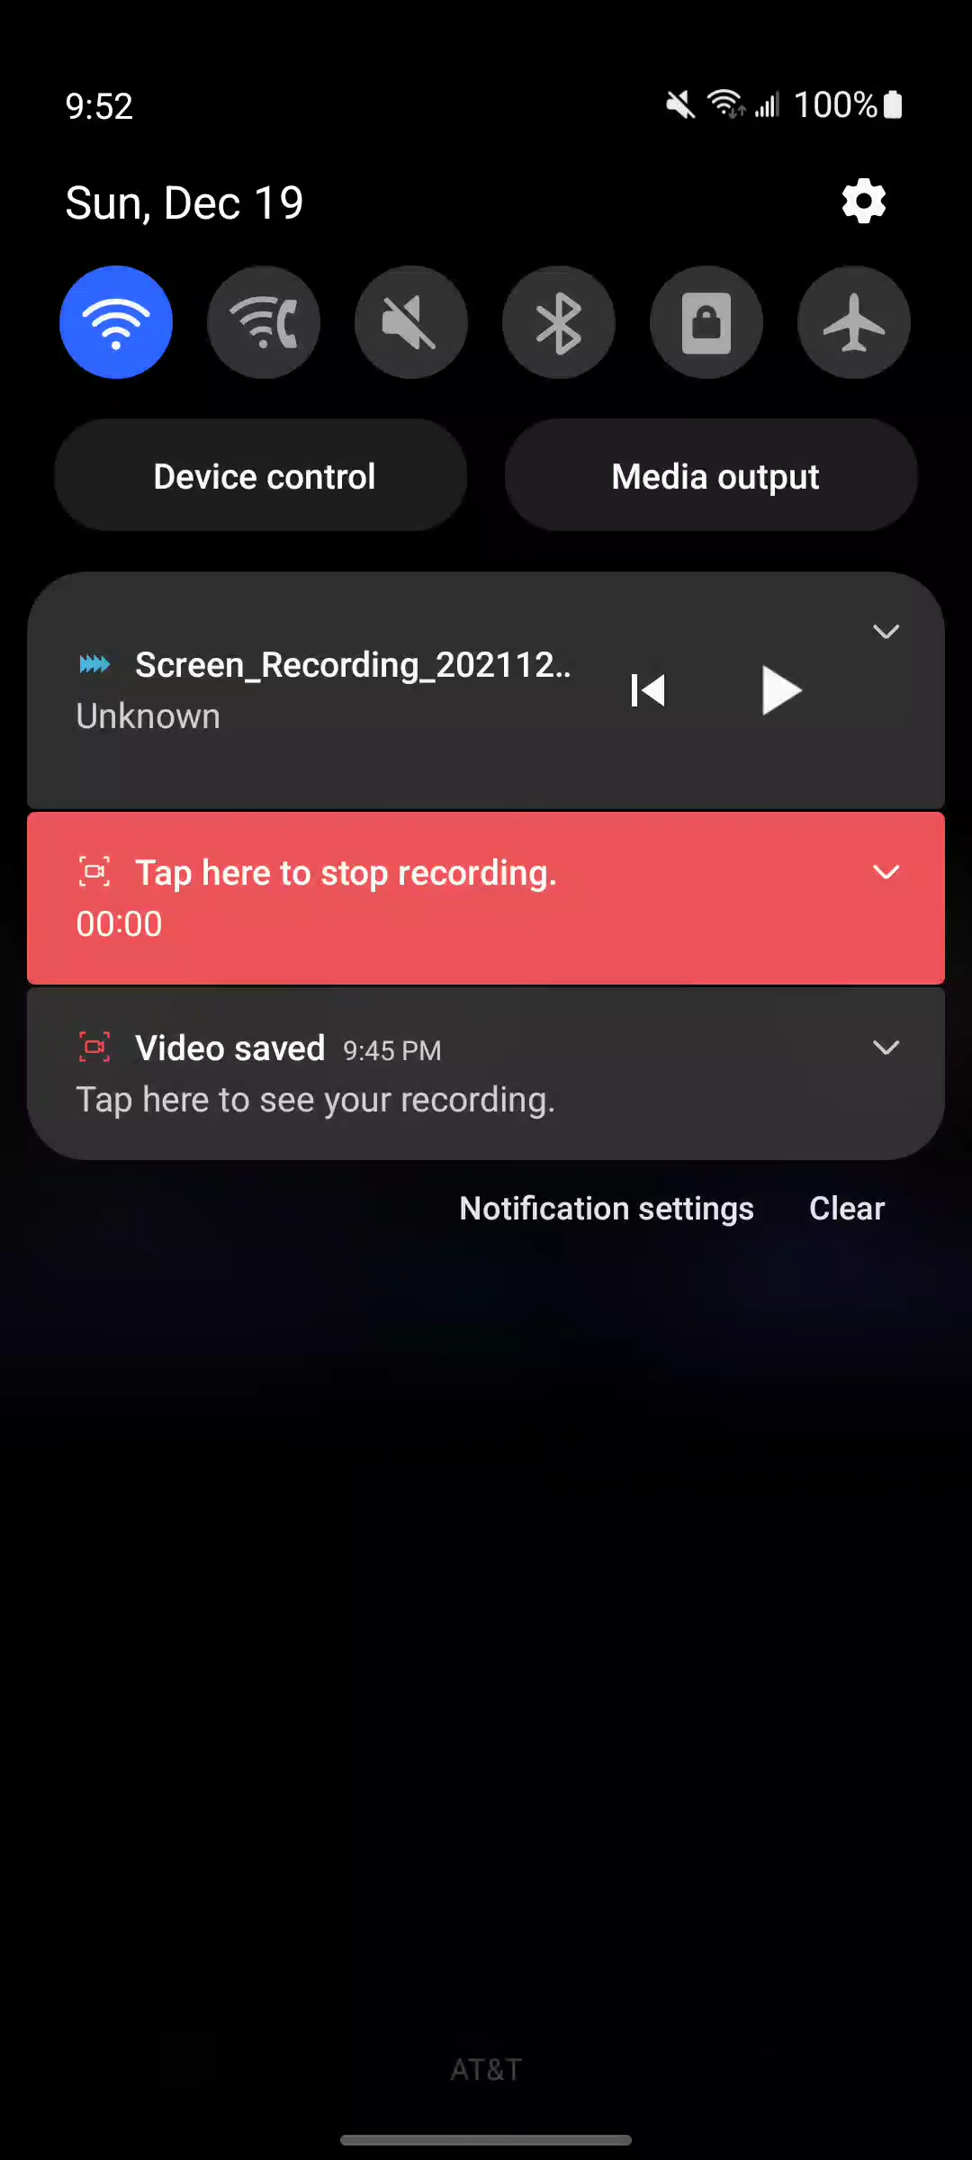 9:52 100%
Sun, Dec 19
Device control Media output
Screen_Recording_202112..
Unknown
Tap here to stop recording.
00:00
Video saved 9:45 PM
Tap here to see your recording.
Notification settings Clear
AT&T